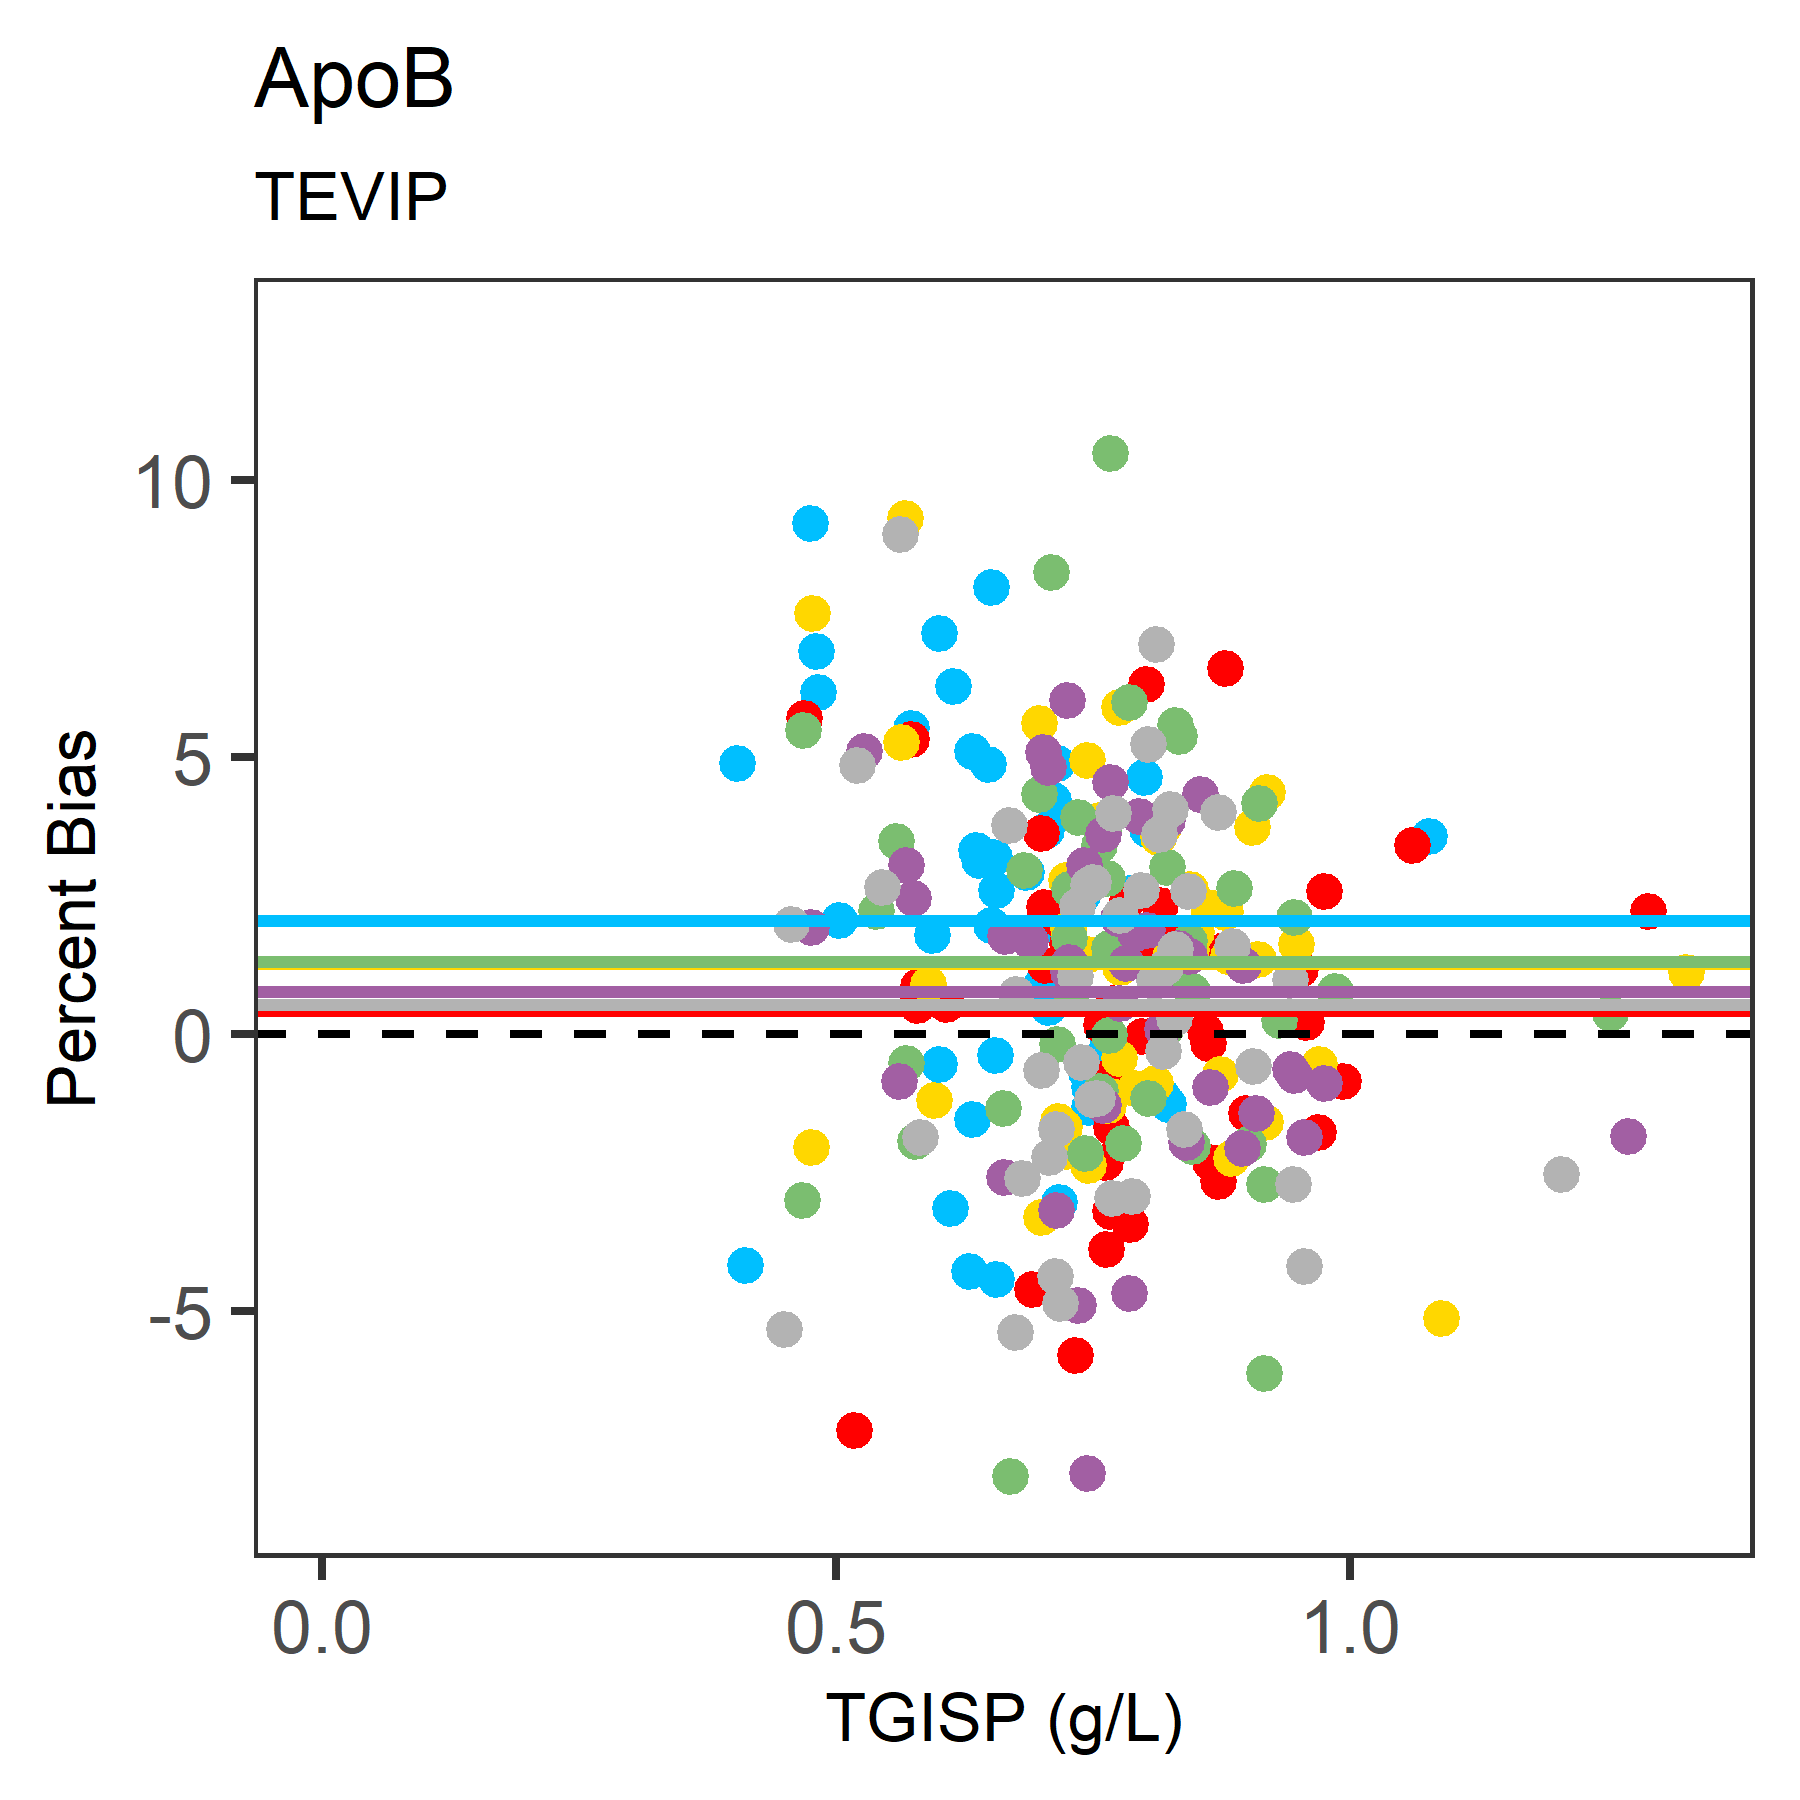 ApoB
TEVIP
Percent Bias
10
5
0
-5
0.0 0.5 1.0
TGISP (g/L)